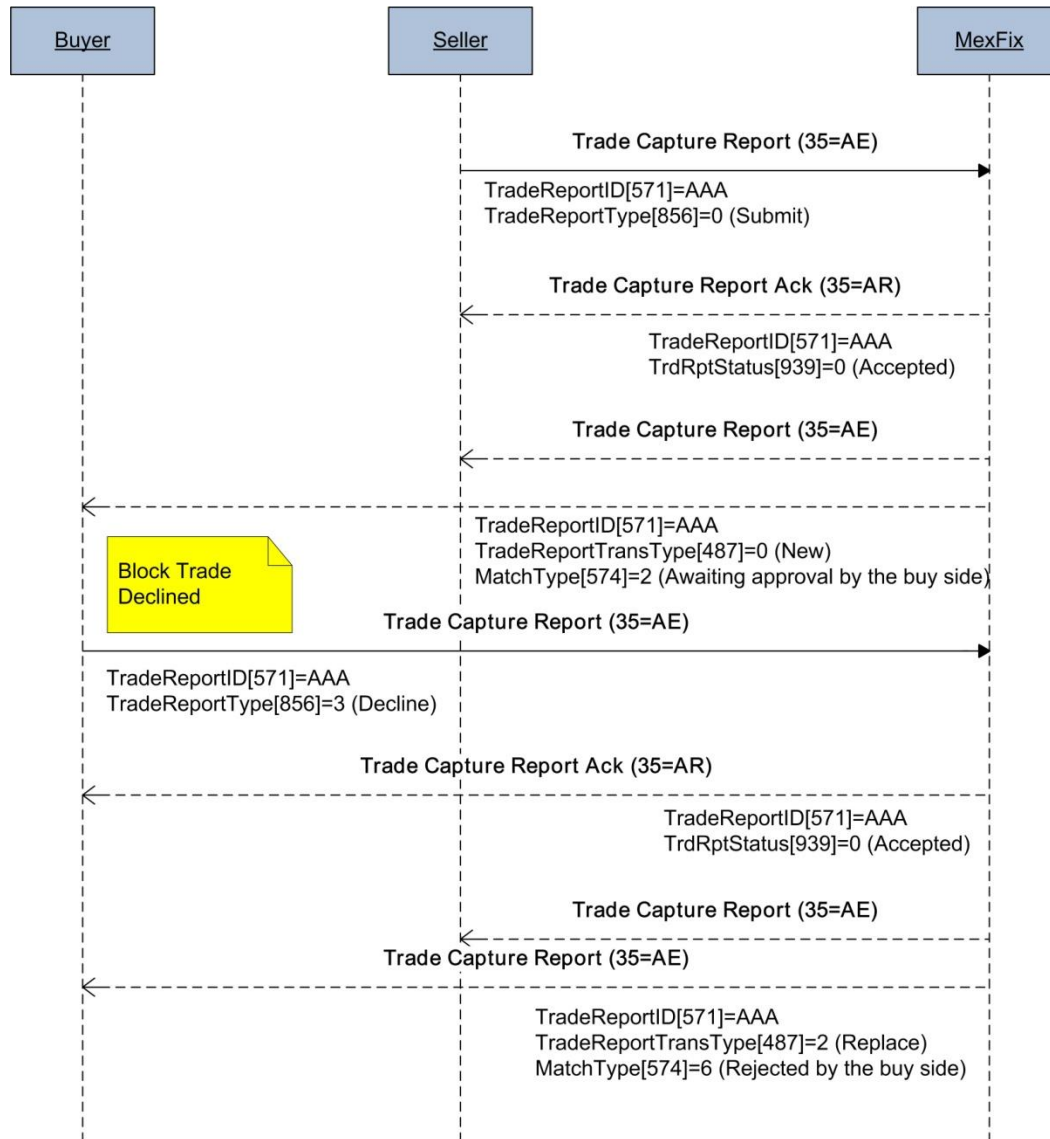 Buyer
Seller
MexFix
Trade Capture Report (35=AE)
TradeReportID[571]=AAA
TradeReportType[856]=0 (Submit)
Trade Capture Report Ack (35=AR)
TradeReportID[571]=AAA
TrdRptStatus[939]=0 (Accepted)
Trade Capture Report (35=AE)
TradeReportID[571]=AAA
TradeReportTransType[487]=0 (New)
MatchType[574]=2 (Awaiting approval by the buy side)
Block Trade
Declined
Trade Capture Report (35=AE)
TradeReportID[571]=AAA
TradeReportType[856]=3 (Decline)
Trade Capture Report Ack (35=AR)
TradeReportID[571]=AAA
TrdRptStatus[939]=0 (Accepted)
Trade Capture Report (35=AE)
Trade Capture Report (35=AE)
TradeReportID[571]=AAA
TradeReportTransType[487]=2 (Replace)
MatchType[574]=6 (Rejected by the buy side)